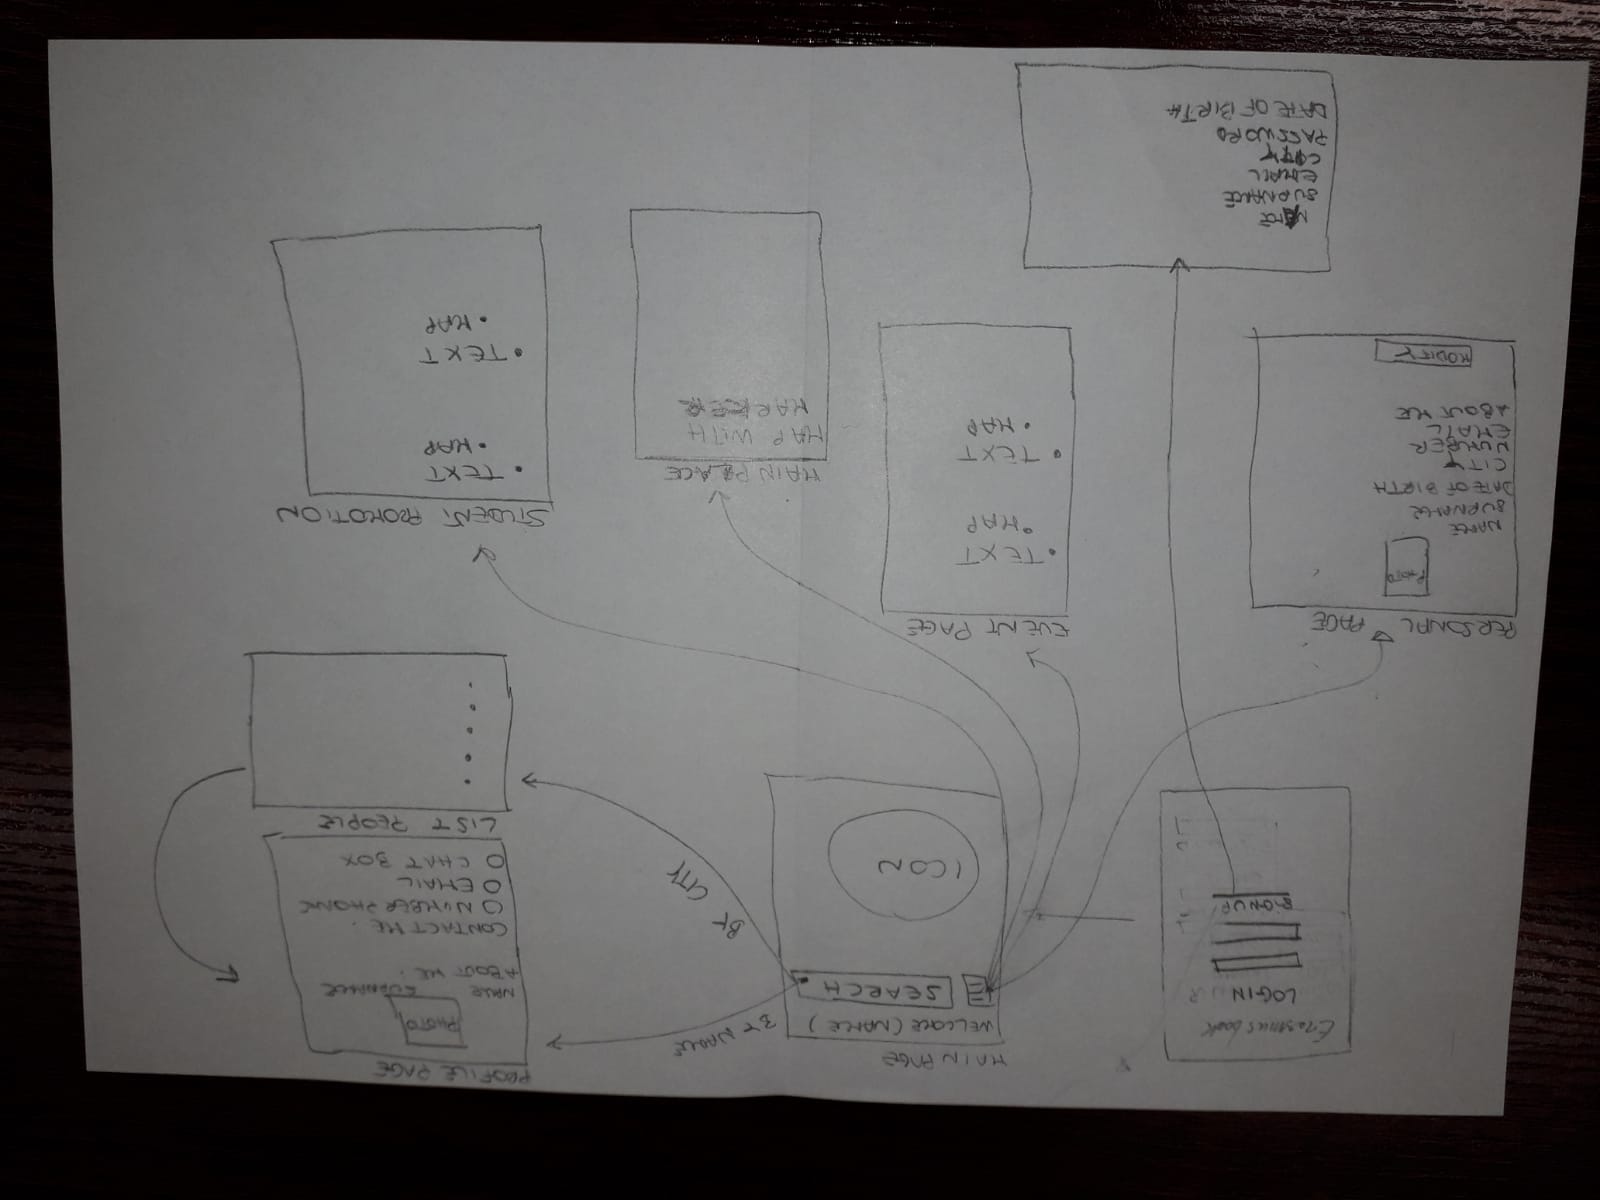 Erasmusbook
LOGIN
SIGNUP
MAIN PAGE
WELCOME (NAME)
SEARCH
ICON
BY NAME
BY CITY
PROFILE PAGE
PHOTO
NAME SURNAME
ABOUT ME.
CONTACT ME.
O NUMBER PHONE
O EMAIL
O CHAT BOX
LIST PEOPLE
PERSONAL PAGE
PHOTO
NAME
SURNAME
DATE OF BIRTH
CITY
NUMBER
EMAIL
ABOUT ME
MODIFY
EVENT PAGE
• TEXT
• MAP
• TEXT
• MAP
MAIN PLACE
MAP WITH
MARKER
STUDENT PROMOTION
• TEXT
• MAP
• TEXT
• MAP
SURNAME
EMAIL
CITY
PASSWORD
DATE OF BIRTH